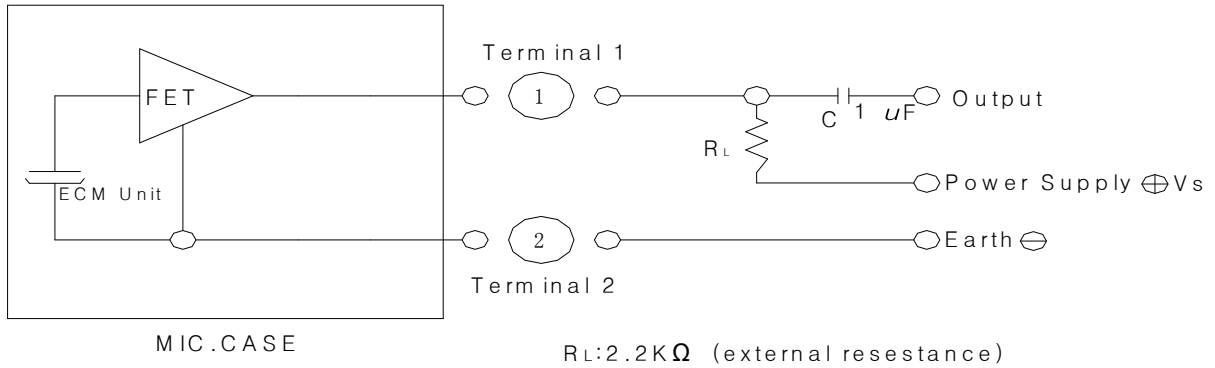 Terminal 1
FET
1
Output
C 1 uF
RL
ECM Unit
Power Supply ⊕Vs
2
Earth ⊖
Terminal 2
MIC.CASE
RL:2.2KΩ (external resestance)